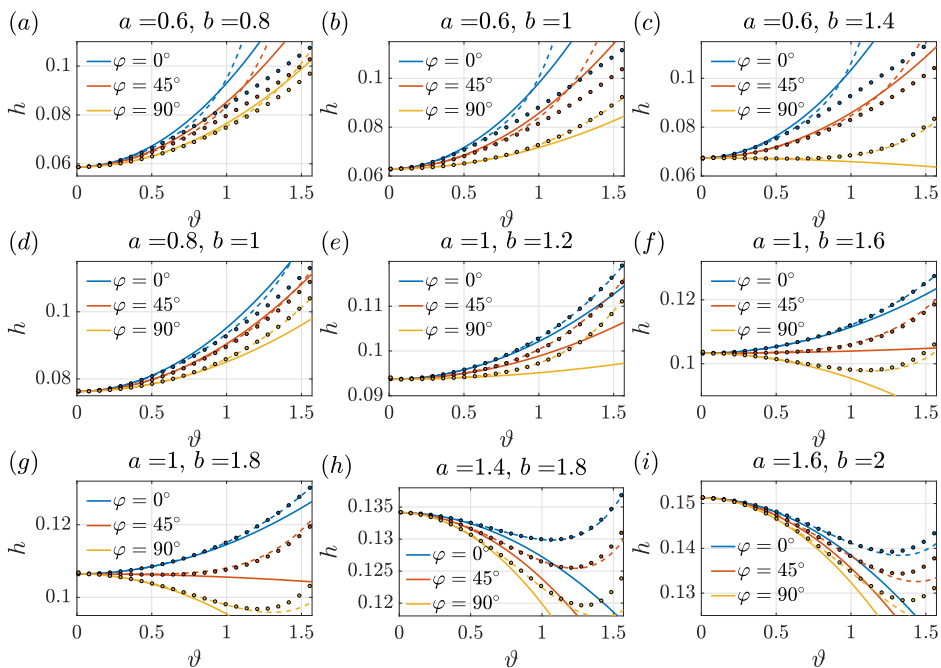 (a) a =0.6, b =0.8
h
0.1
0.08
0.06
φ = 0°
φ = 45°
φ = 90°
0 0.5 1 1.5
ϑ
(b) a =0.6, b =1
h
0.1
0.08
0.06
φ = 0°
φ = 45°
φ = 90°
0 0.5 1 1.5
ϑ
(c) a =0.6, b =1.4
h
0.1
0.08
0.06
φ = 0°
φ = 45°
φ = 90°
0 0.5 1 1.5
ϑ
(d) a =0.8, b =1
h
0.1
0.08
φ = 0°
φ = 45°
φ = 90°
0 0.5 1 1.5
ϑ
(e) a =1, b =1.2
h
0.11
0.1
0.09
φ = 0°
φ = 45°
φ = 90°
0 0.5 1 1.5
ϑ
(f) a =1, b =1.6
h
0.12
0.1
φ = 0°
φ = 45°
φ = 90°
0 0.5 1 1.5
ϑ
(g) a =1, b =1.8
h
0.12
0.1
φ = 0°
φ = 45°
φ = 90°
0 0.5 1 1.5
ϑ
(h) a =1.4, b =1.8
h
0.135
0.13
0.125
0.12
φ = 0°
φ = 45°
φ = 90°
0 0.5 1 1.5
ϑ
(i) a =1.6, b =2
h
0.15
0.14
0.13
φ = 0°
φ = 45°
φ = 90°
0 0.5 1 1.5
ϑ